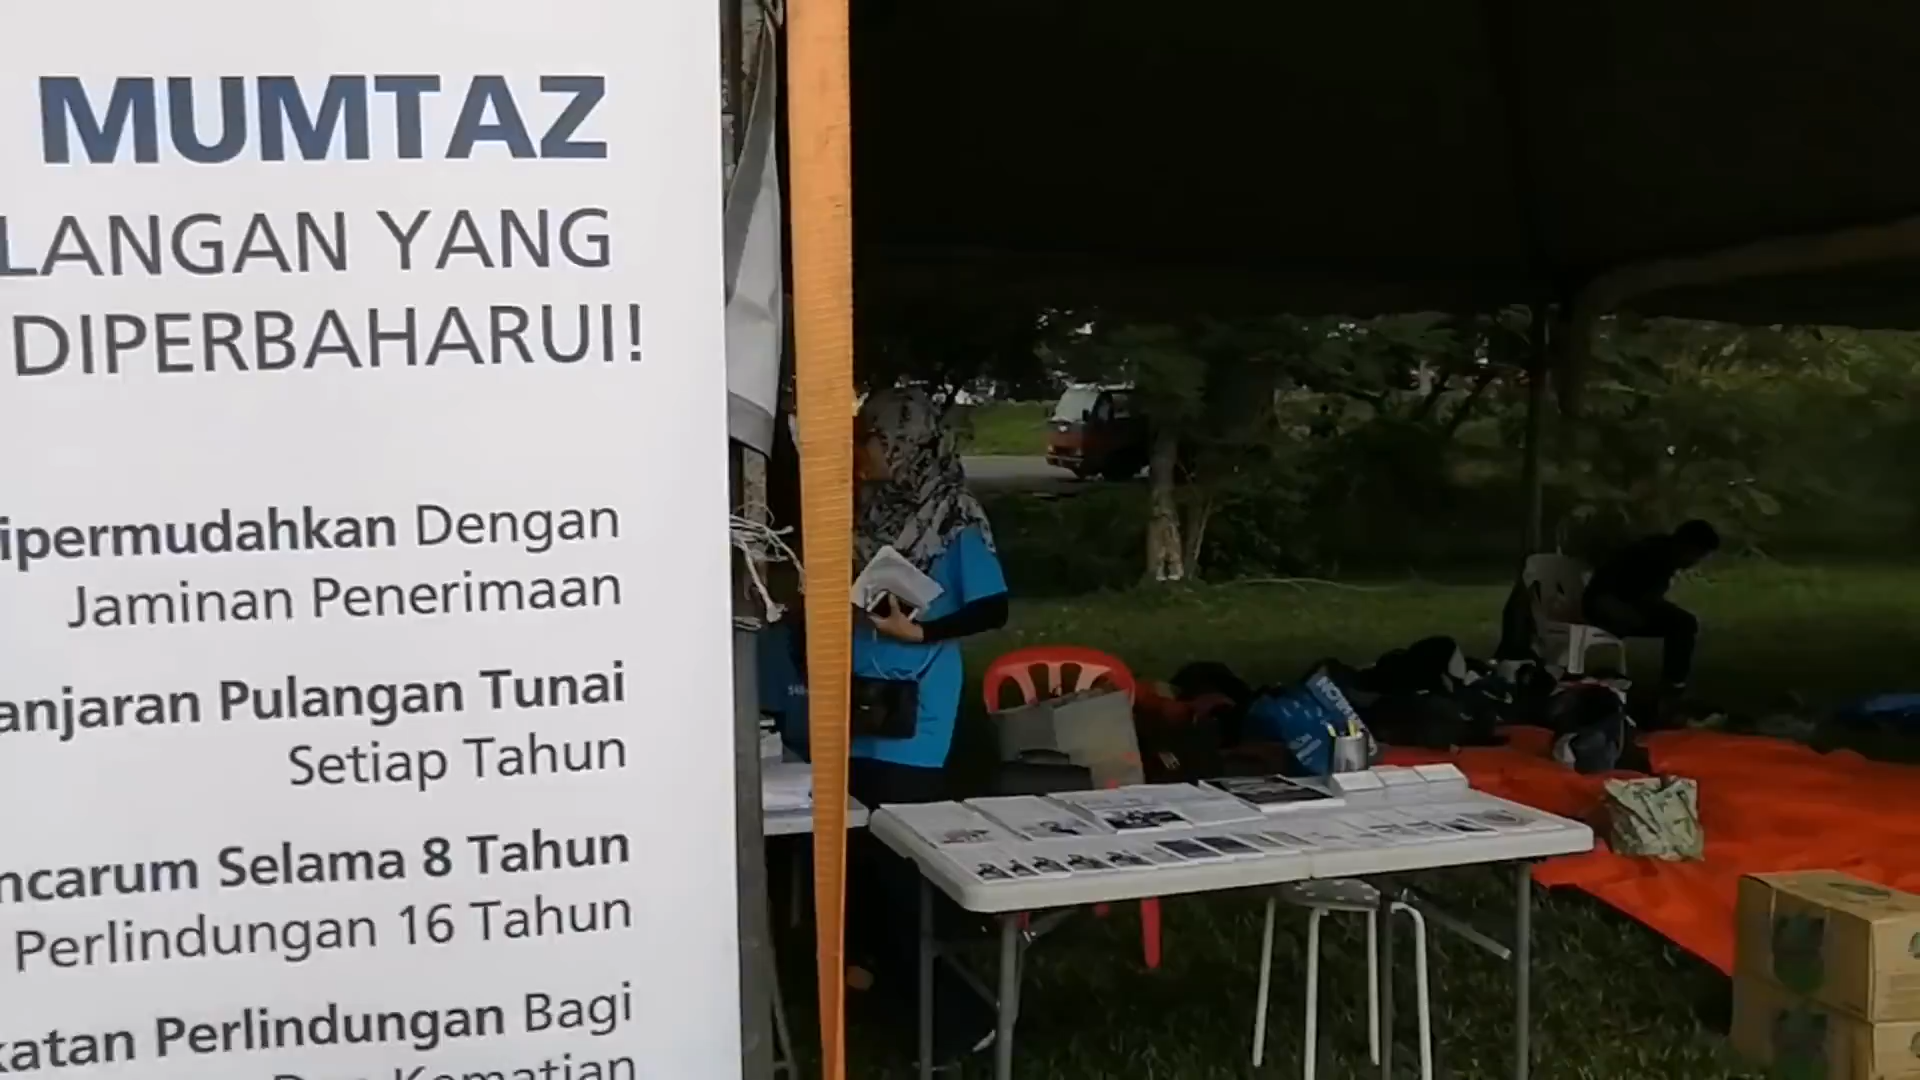 MUMTAZ
LANGAN YANG
DIPERBAHARUI!
ipermudahkan Dengan
Jaminan Penerimaan
anjaran Pulangan Tunai
Setiap Tahun
ncarum Selama 8 Tahun
Perlindungan 16 Tahun
katan Perlindungan Bagi
Kematian